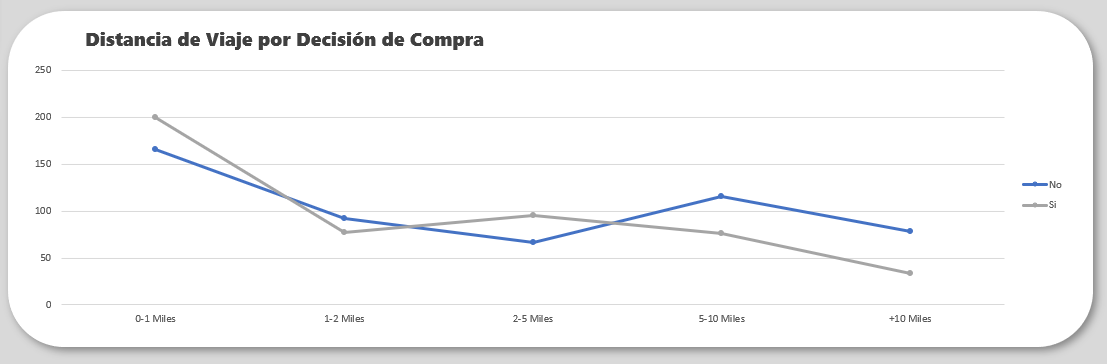 Distancia de Viaje por Decisión de Compra
250
200
150
100
50
0
0-1 Miles
1-2 Miles
2-5 Miles
5-10 Miles
+10 Miles
No
Si